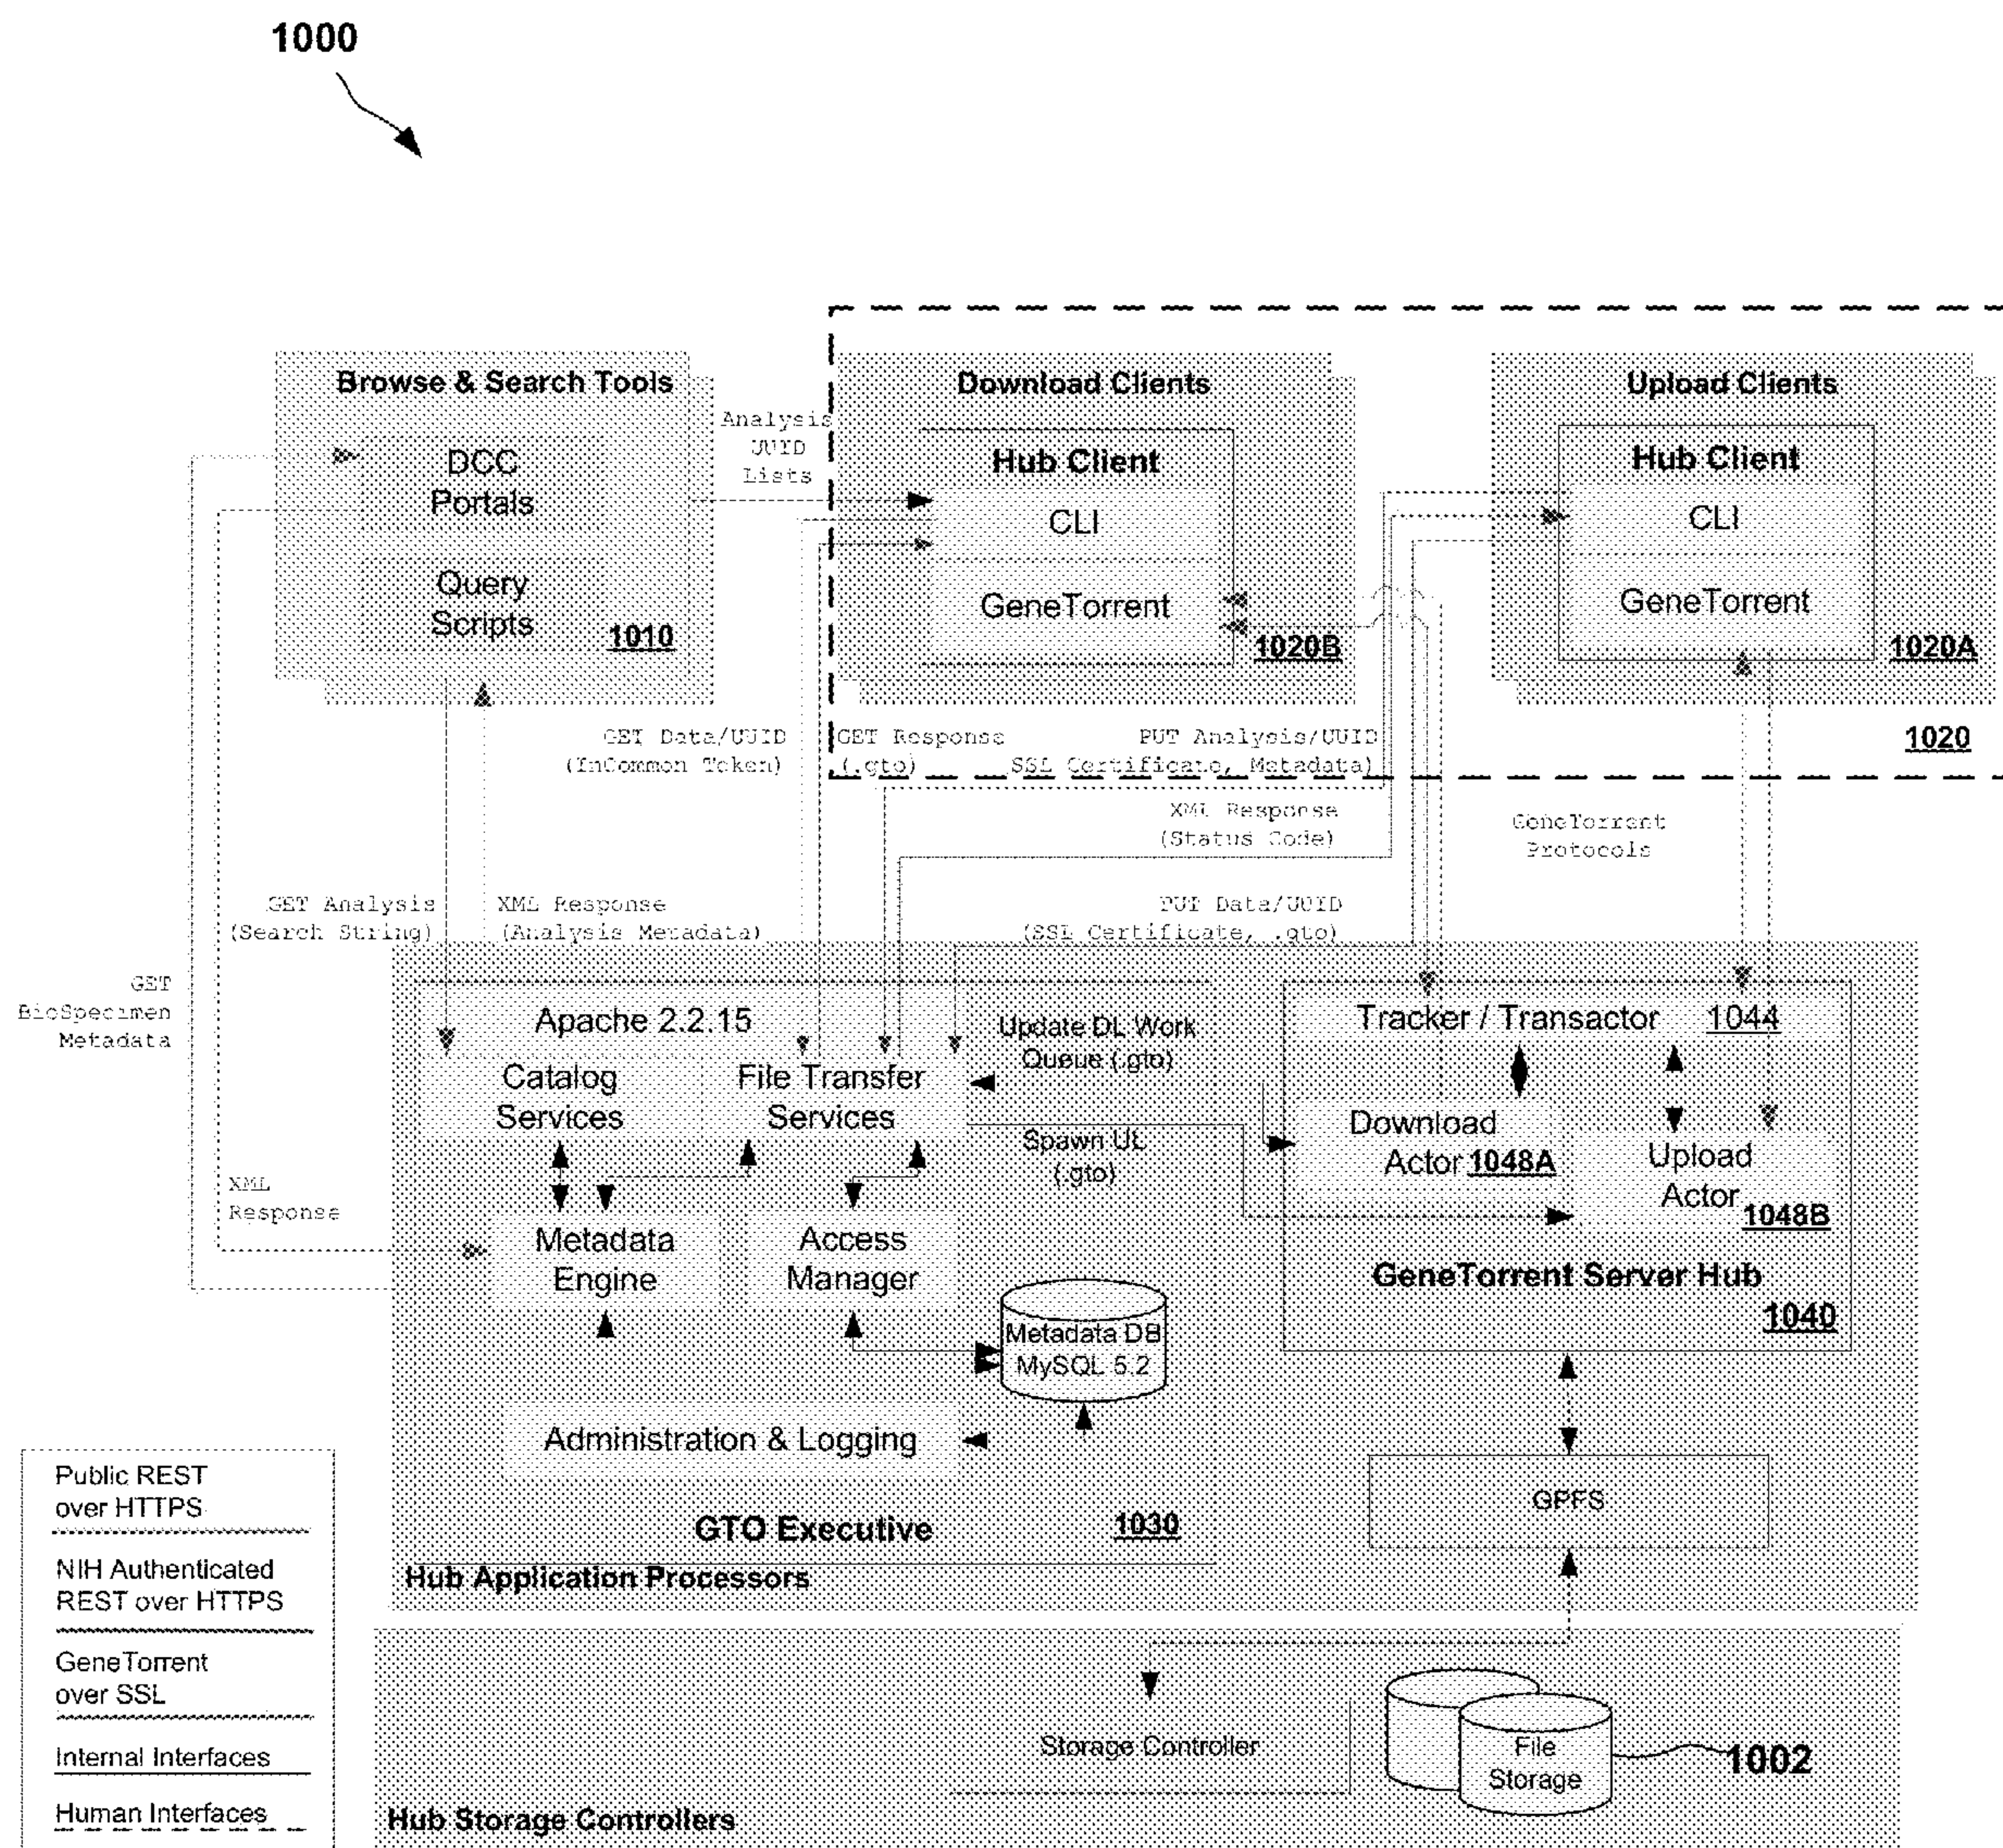 1000
Browse & Search Tools
DCC
Portals
Query
Scripts
1010
Analysis
UUID
Lists
Download Clients
Hub Client
CLI
GeneTorrent
1020B
Upload Clients
Hub Client
CLI
GeneTorrent
1020A
1020
GET Data/UUID
(InCommon Token)
GET Response
(.gto)
PUT Analysis/UUID
SSL Certificate, Metadata)
XML Response
(Status Code)
GeneTorrent
Protocols
GET Analysis
(Search String)
XML Response
(Analysis Metadata)
PUT Data/UUID
(SSL Certificate, .gto)
GET
BioSpecimen
Metadata
XML
Response
Apache 2.2.15
Catalog
Services
File Transfer
Services
Update DL Work
Queue (.gto)
Spawn UL
(.gto)
Metadata
Engine
Access
Manager
Metadata DB
MySQL 5.2
Administration & Logging
GTO Executive
1030
Hub Application Processors
Tracker / Transactor
1044
Download
Actor 1048A
Upload
Actor
1048B
GeneTorrent Server Hub
1040
GPFS
Storage Controller
File
Storage
1002
Hub Storage Controllers
Public REST
over HTTPS
NIH Authenticated
REST over HTTPS
GeneTorrent
over SSL
Internal Interfaces
Human Interfaces